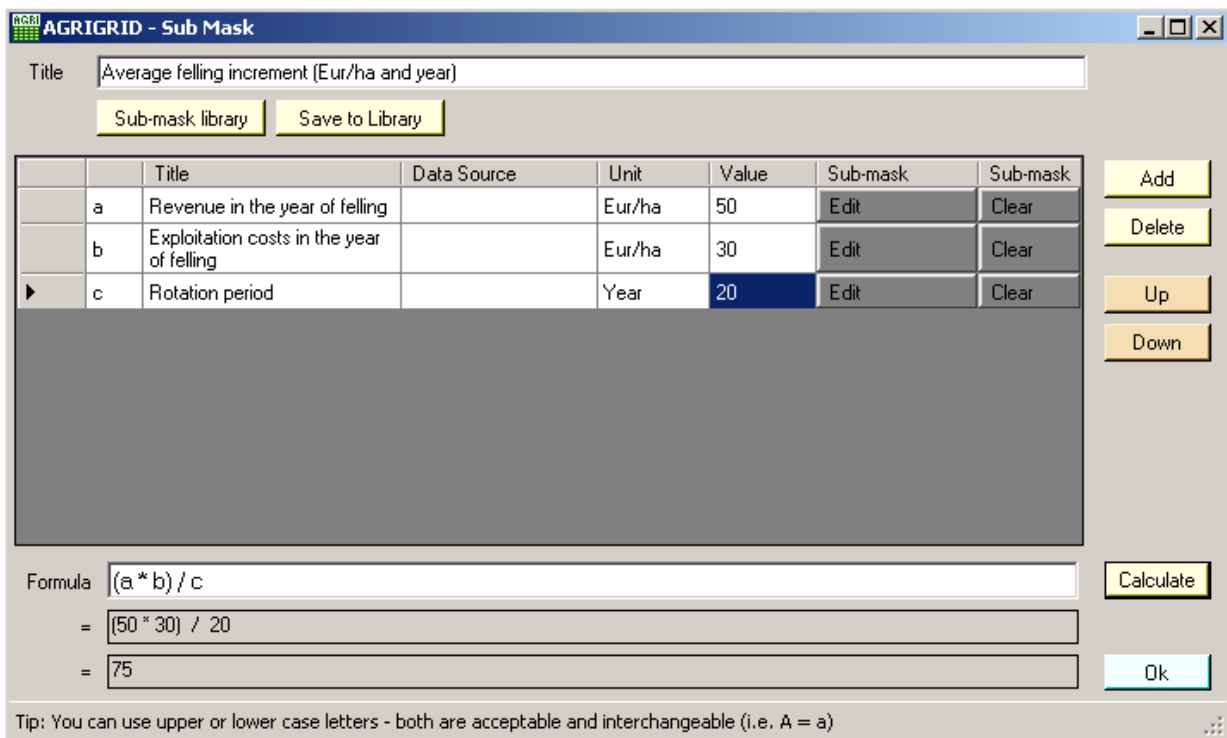 AGRI AGRIGRID - Sub Mask
Title Average felling increment (Eur/ha and year)
Sub-mask library Save to Library
Title Data Source Unit Value Sub-mask Sub-mask
a Revenue in the year of felling Eur/ha 50 Edit Clear
b Exploitation costs in the year of felling Eur/ha 30 Edit Clear
c Rotation period Year 20 Edit Clear
Add
Delete
Up
Down
Formula (a * b) / c Calculate
= (50 * 30) / 20
= 75 Ok
Tip: You can use upper or lower case letters - both are acceptable and interchangeable (i.e. A = a)